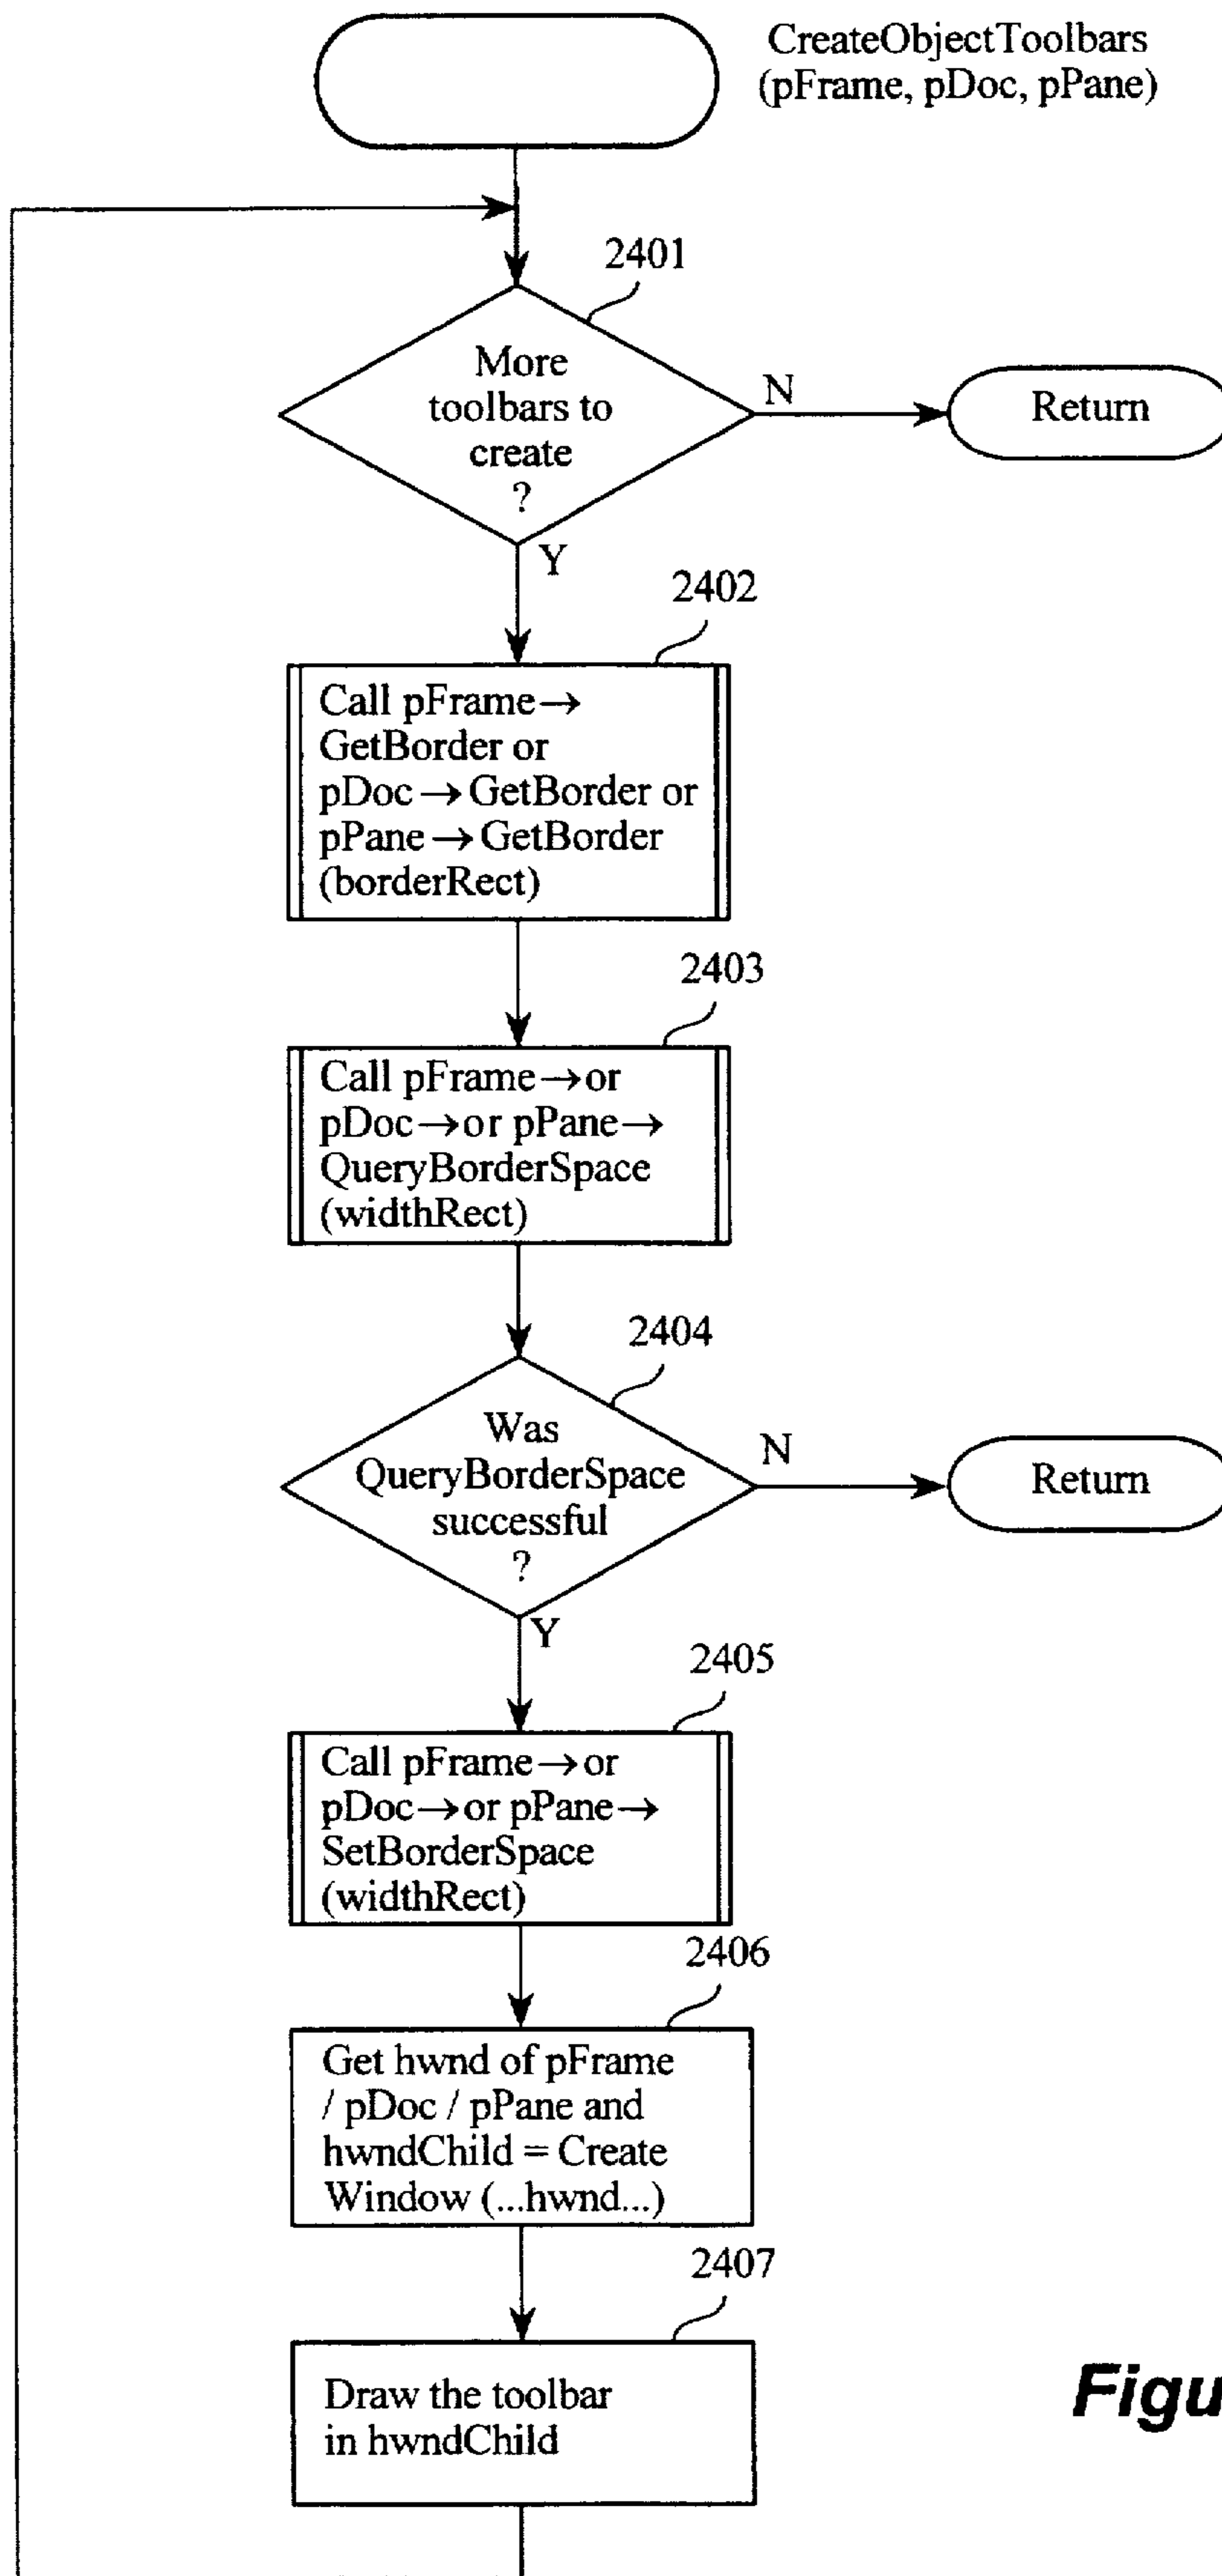 CreateObjectToolbars
(pFrame, pDoc, pPane)
2401
More
toolbars to
create
?
N
Return
Y
2402
Call pFrame→
GetBorder or
pDoc→GetBorder or
pPane→GetBorder
(borderRect)
2403
Call pFrame→or
pDoc→or pPane→
QueryBorderSpace
(widthRect)
2404
Was
QueryBorderSpace
successful
?
N
Return
Y
2405
Call pFrame→or
pDoc→or pPane→
SetBorderSpace
(widthRect)
2406
Get hwnd of pFrame
/ pDoc / pPane and
hwndChild = Create
Window (...hwnd...)
2407
Draw the toolbar
in hwndChild